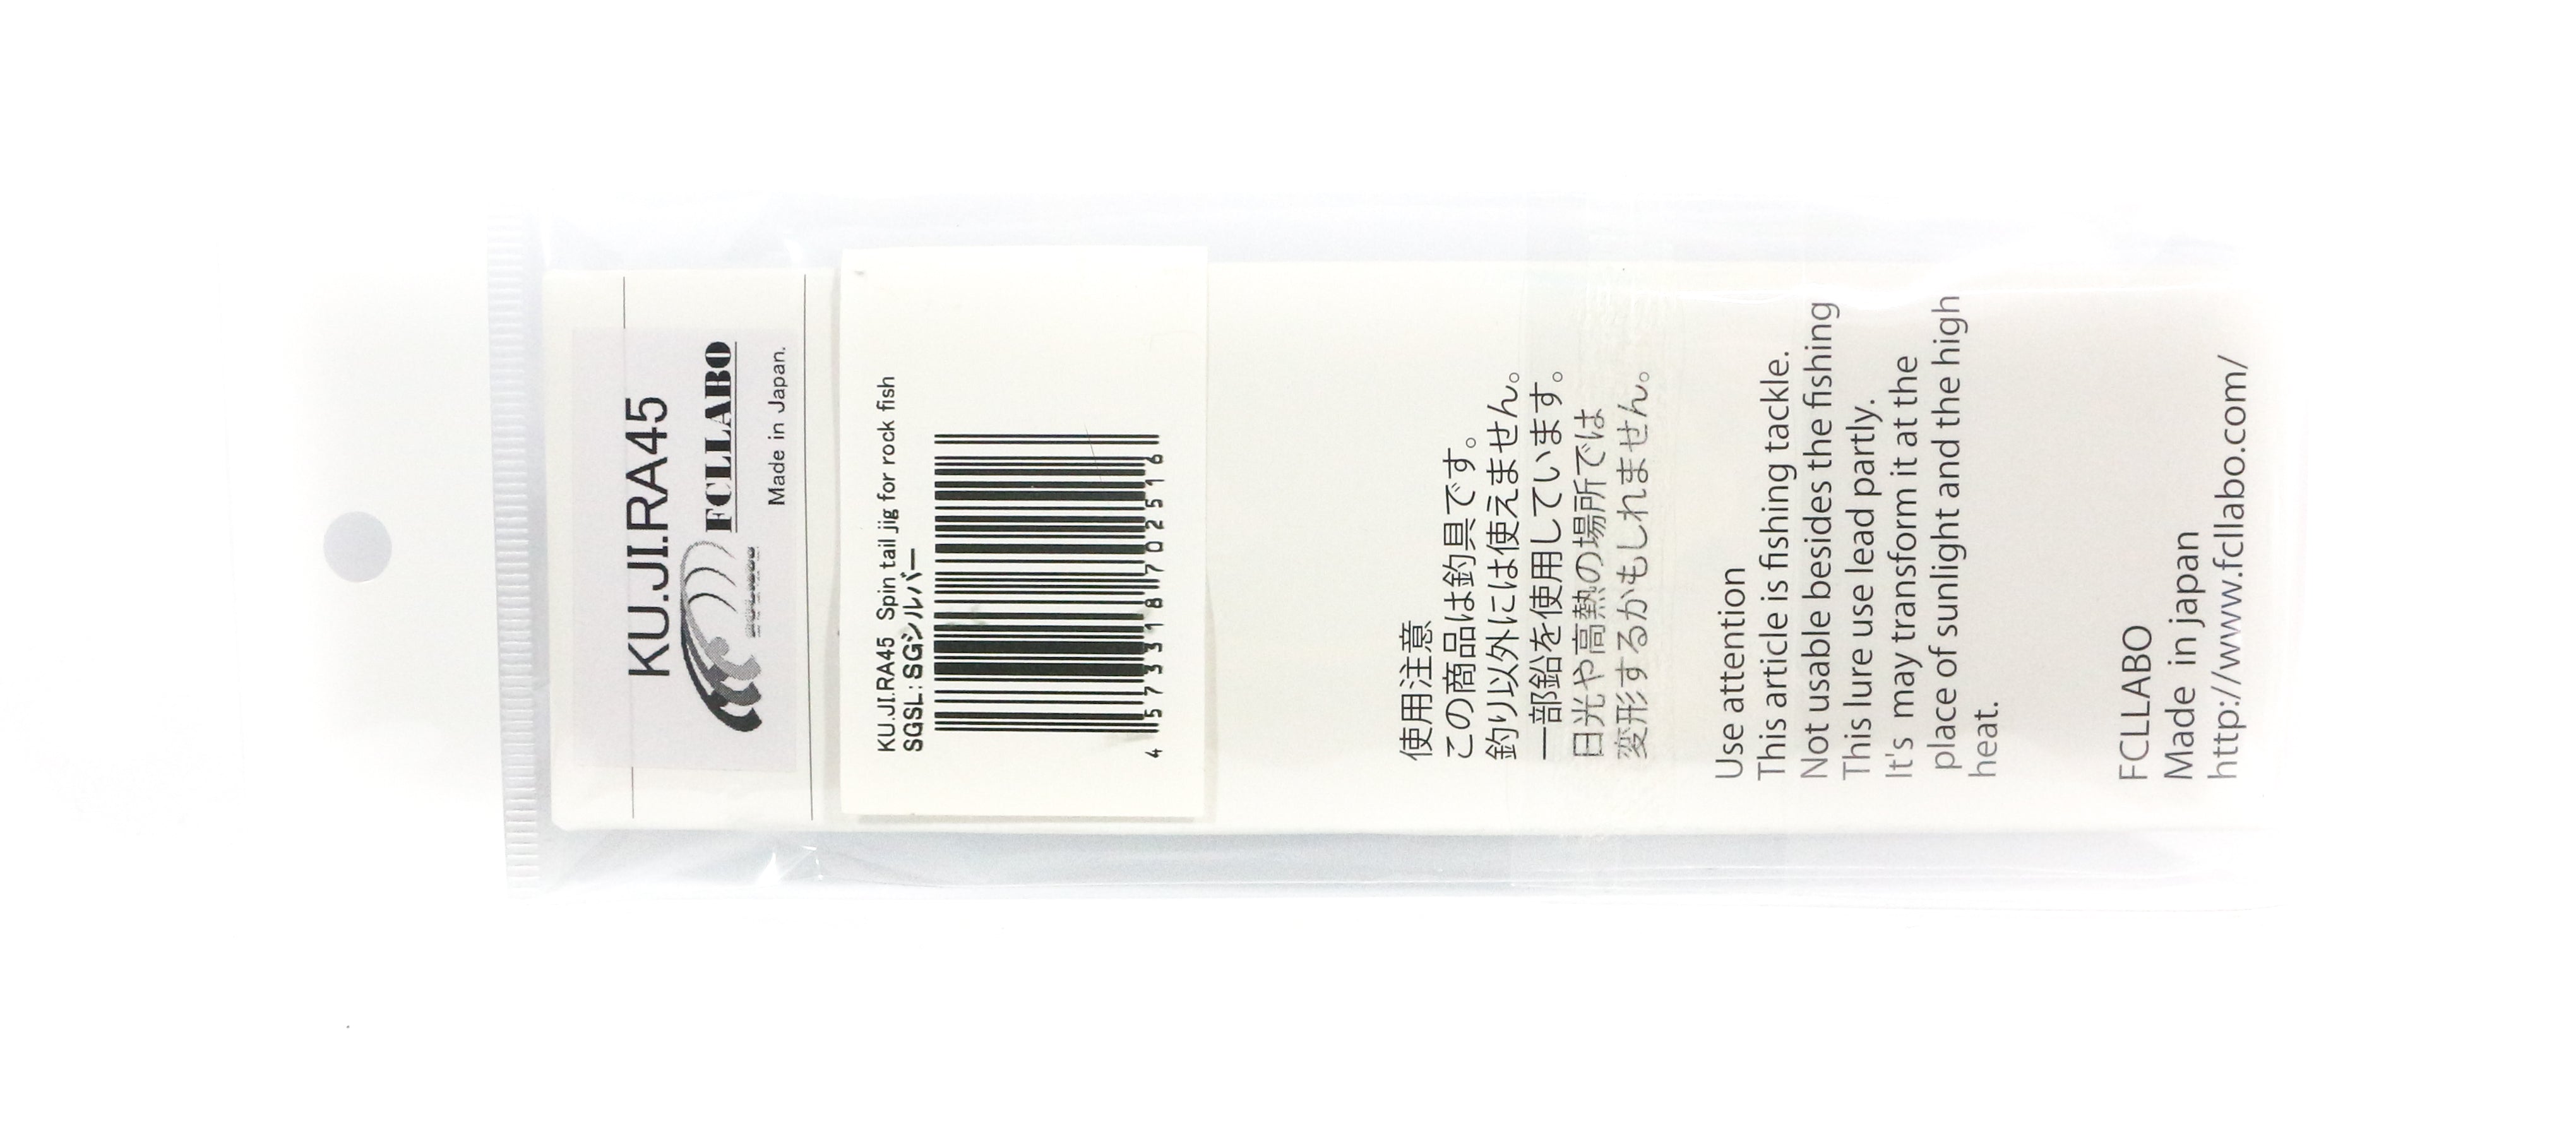 KU.JI.RA45
FCLLABO
Made in Japan.
KU.JI.RA45 Spin tail jig for rock fish
SGSL:SGシルバー
4 573318 702516
使用注意
この商品は釣具です。
釣り以外には使えません。
一部鉛を使用しています。
日光や高熱の場所では
変形するかもしれません。
Use attention
This article is fishing tackle.
Not usable besides the fishing
This lure use lead partly.
It's may transform it at the
place of sunlight and the high
heat.
FCLLABO
Made in japan
http://www.fcllabo.com/